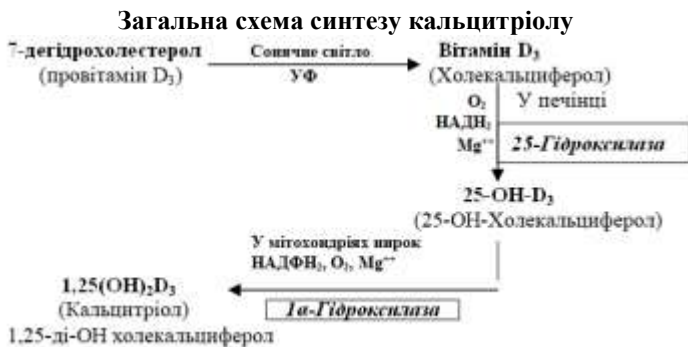 Загальна схема синтезу кальцитріолу
7-дегідрохолестерол
(провітамін D₃)
Сонячне світло
УФ
Вітамін D₃
(Холекальциферол)
O₂
НАДН₂
Mg⁺⁺
У печінці
25-Гідроксилаза
25-OH-D₃
(25-OH-Холекальциферол)
У мітохондріях нирок
НАДФН₂, O₂, Mg⁺⁺
1α-Гідроксилаза
1,25(OH)₂D₃
(Кальцитріол)
1,25-ді-OH холекальциферол